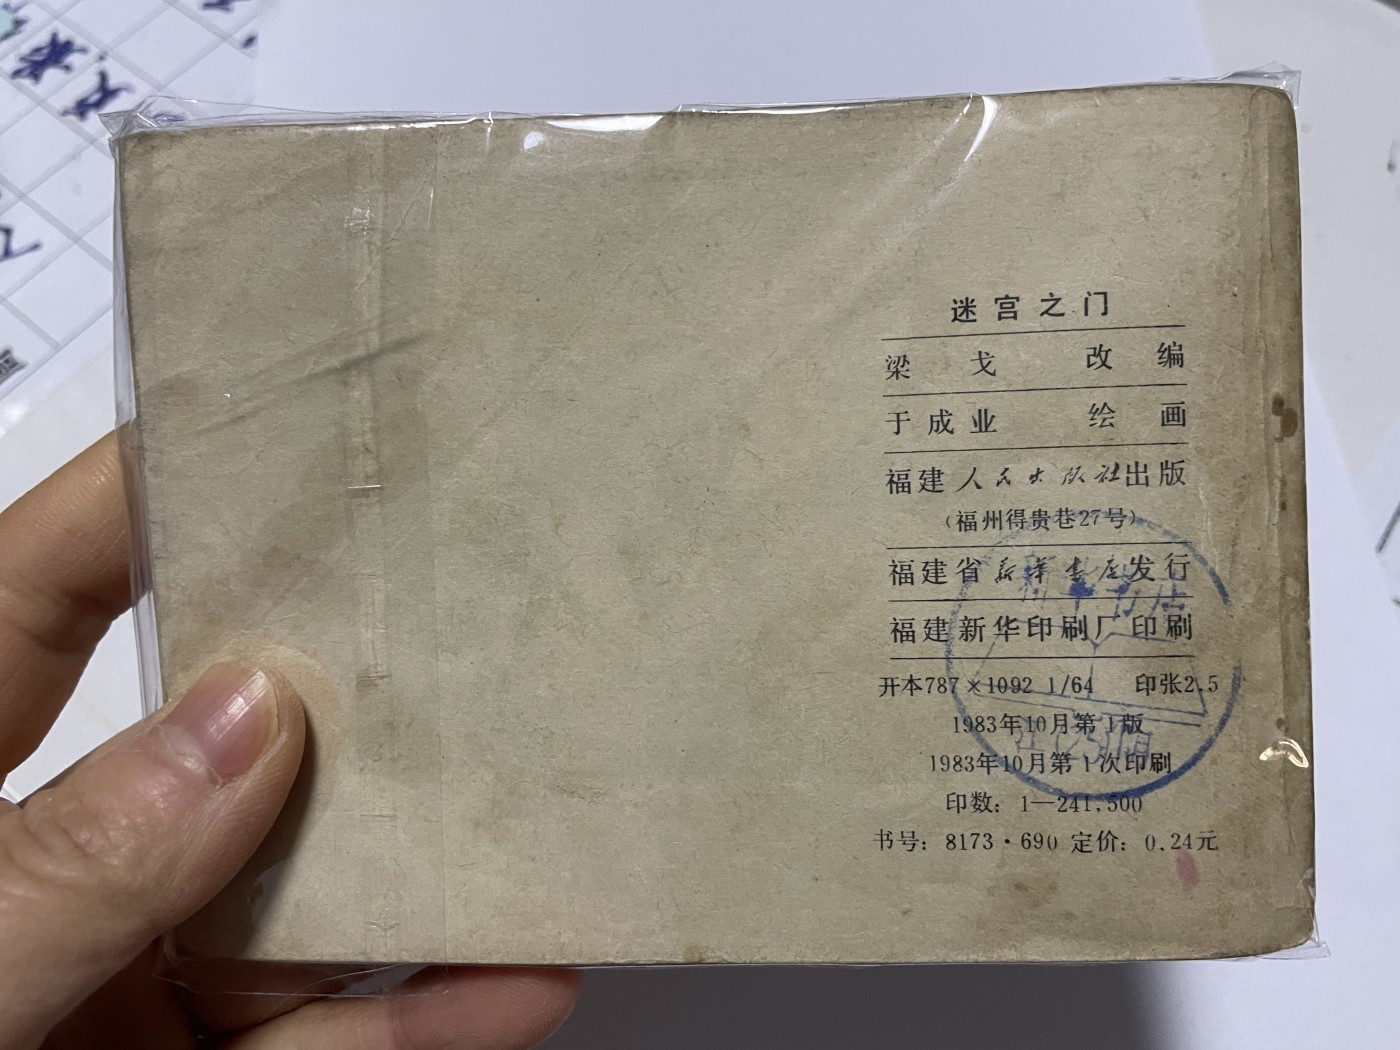 迷宫之门
梁戈 改编
于成业 绘画
福建人民出版社出版
（福州得贵巷27号）
福建省新华书店发行
福建新华印刷厂印刷
开本787×1092 1/64 印张2.5
1983年10月第1版
1983年10月第1次印刷
印数：1—241,500
书号：8173·690 定价：0.24元
新华书店